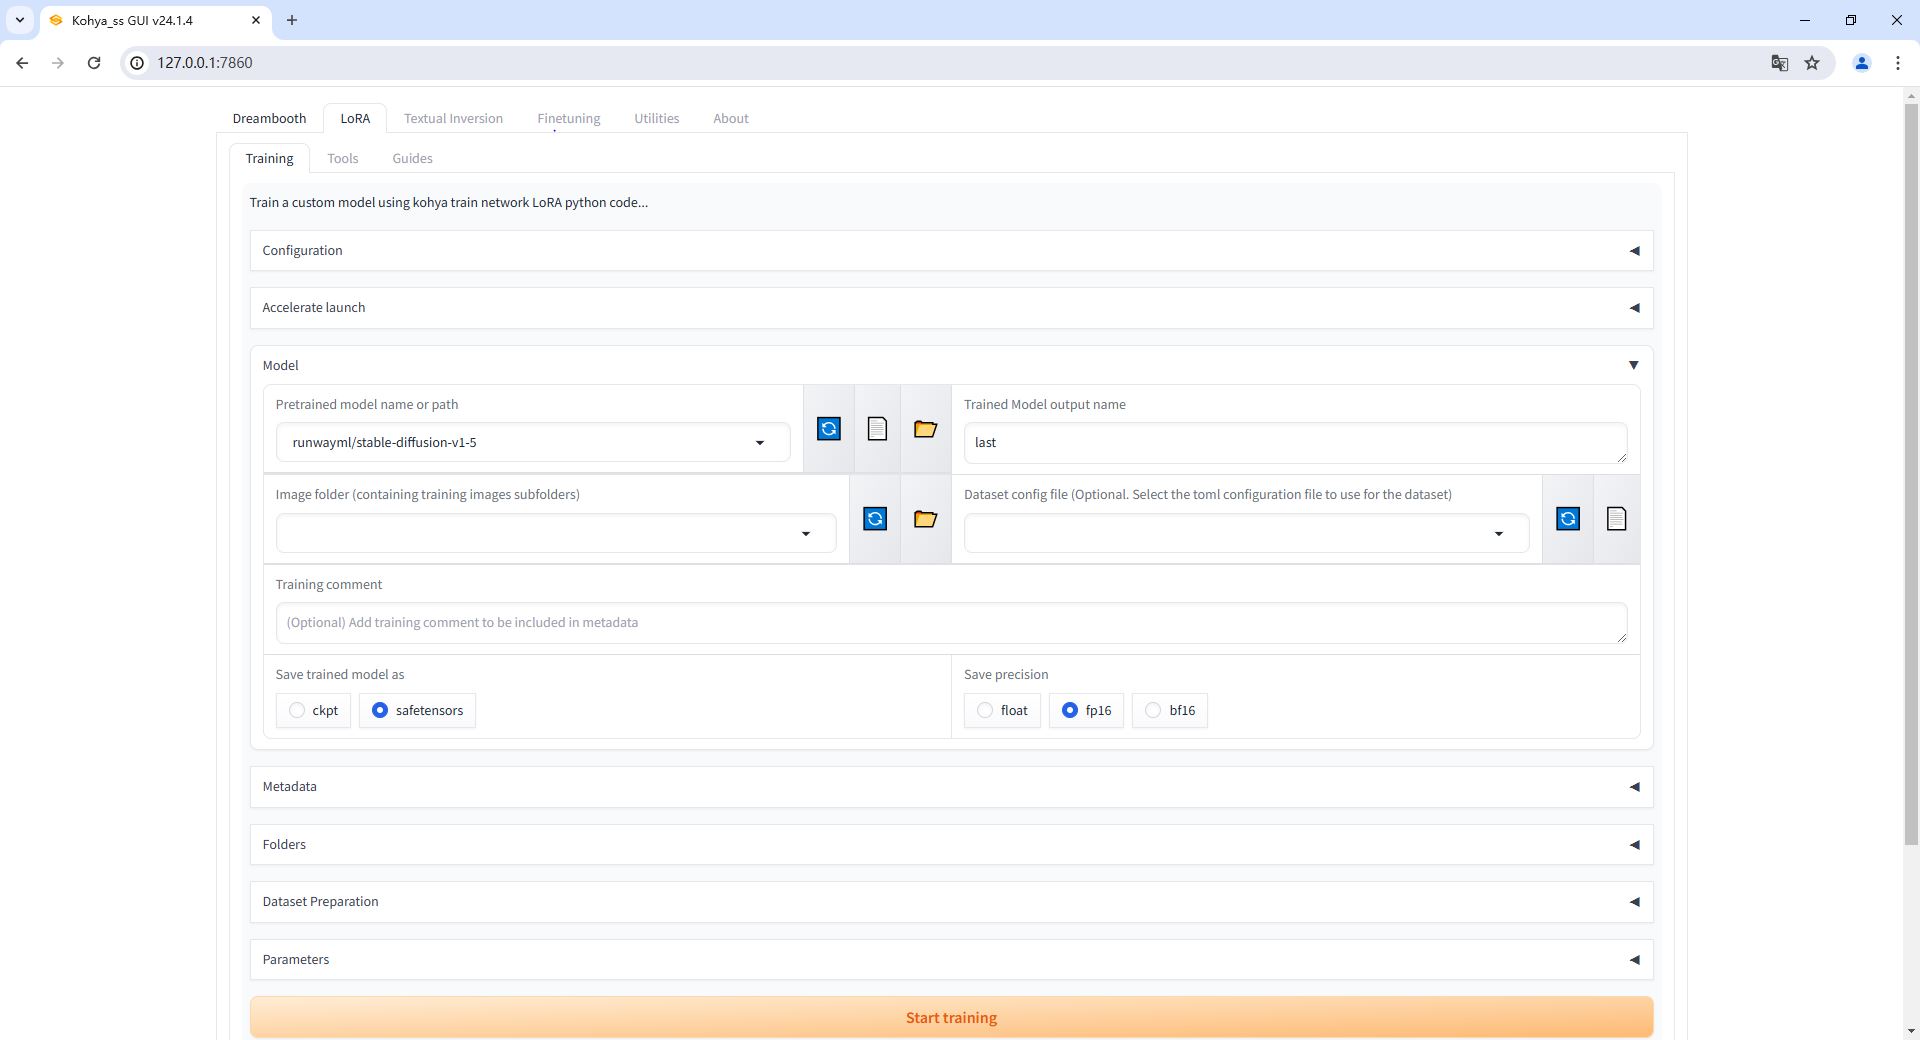 Kohya_ss GUI v24.1.4
127.0.0.1:7860
Dreambooth LoRA Textual Inversion Finetuning Utilities About
Training Tools Guides
Train a custom model using kohya train network LoRA python code...
Configuration
Accelerate launch
Model
Pretrained model name or path
runwayml/stable-diffusion-v1-5
Trained Model output name
last
Image folder (containing training images subfolders)
Dataset config file (Optional. Select the toml configuration file to use for the dataset)
Training comment
(Optional) Add training comment to be included in metadata
Save trained model as
ckpt safetensors
Save precision
float fp16 bf16
Metadata
Folders
Dataset Preparation
Parameters
Start training